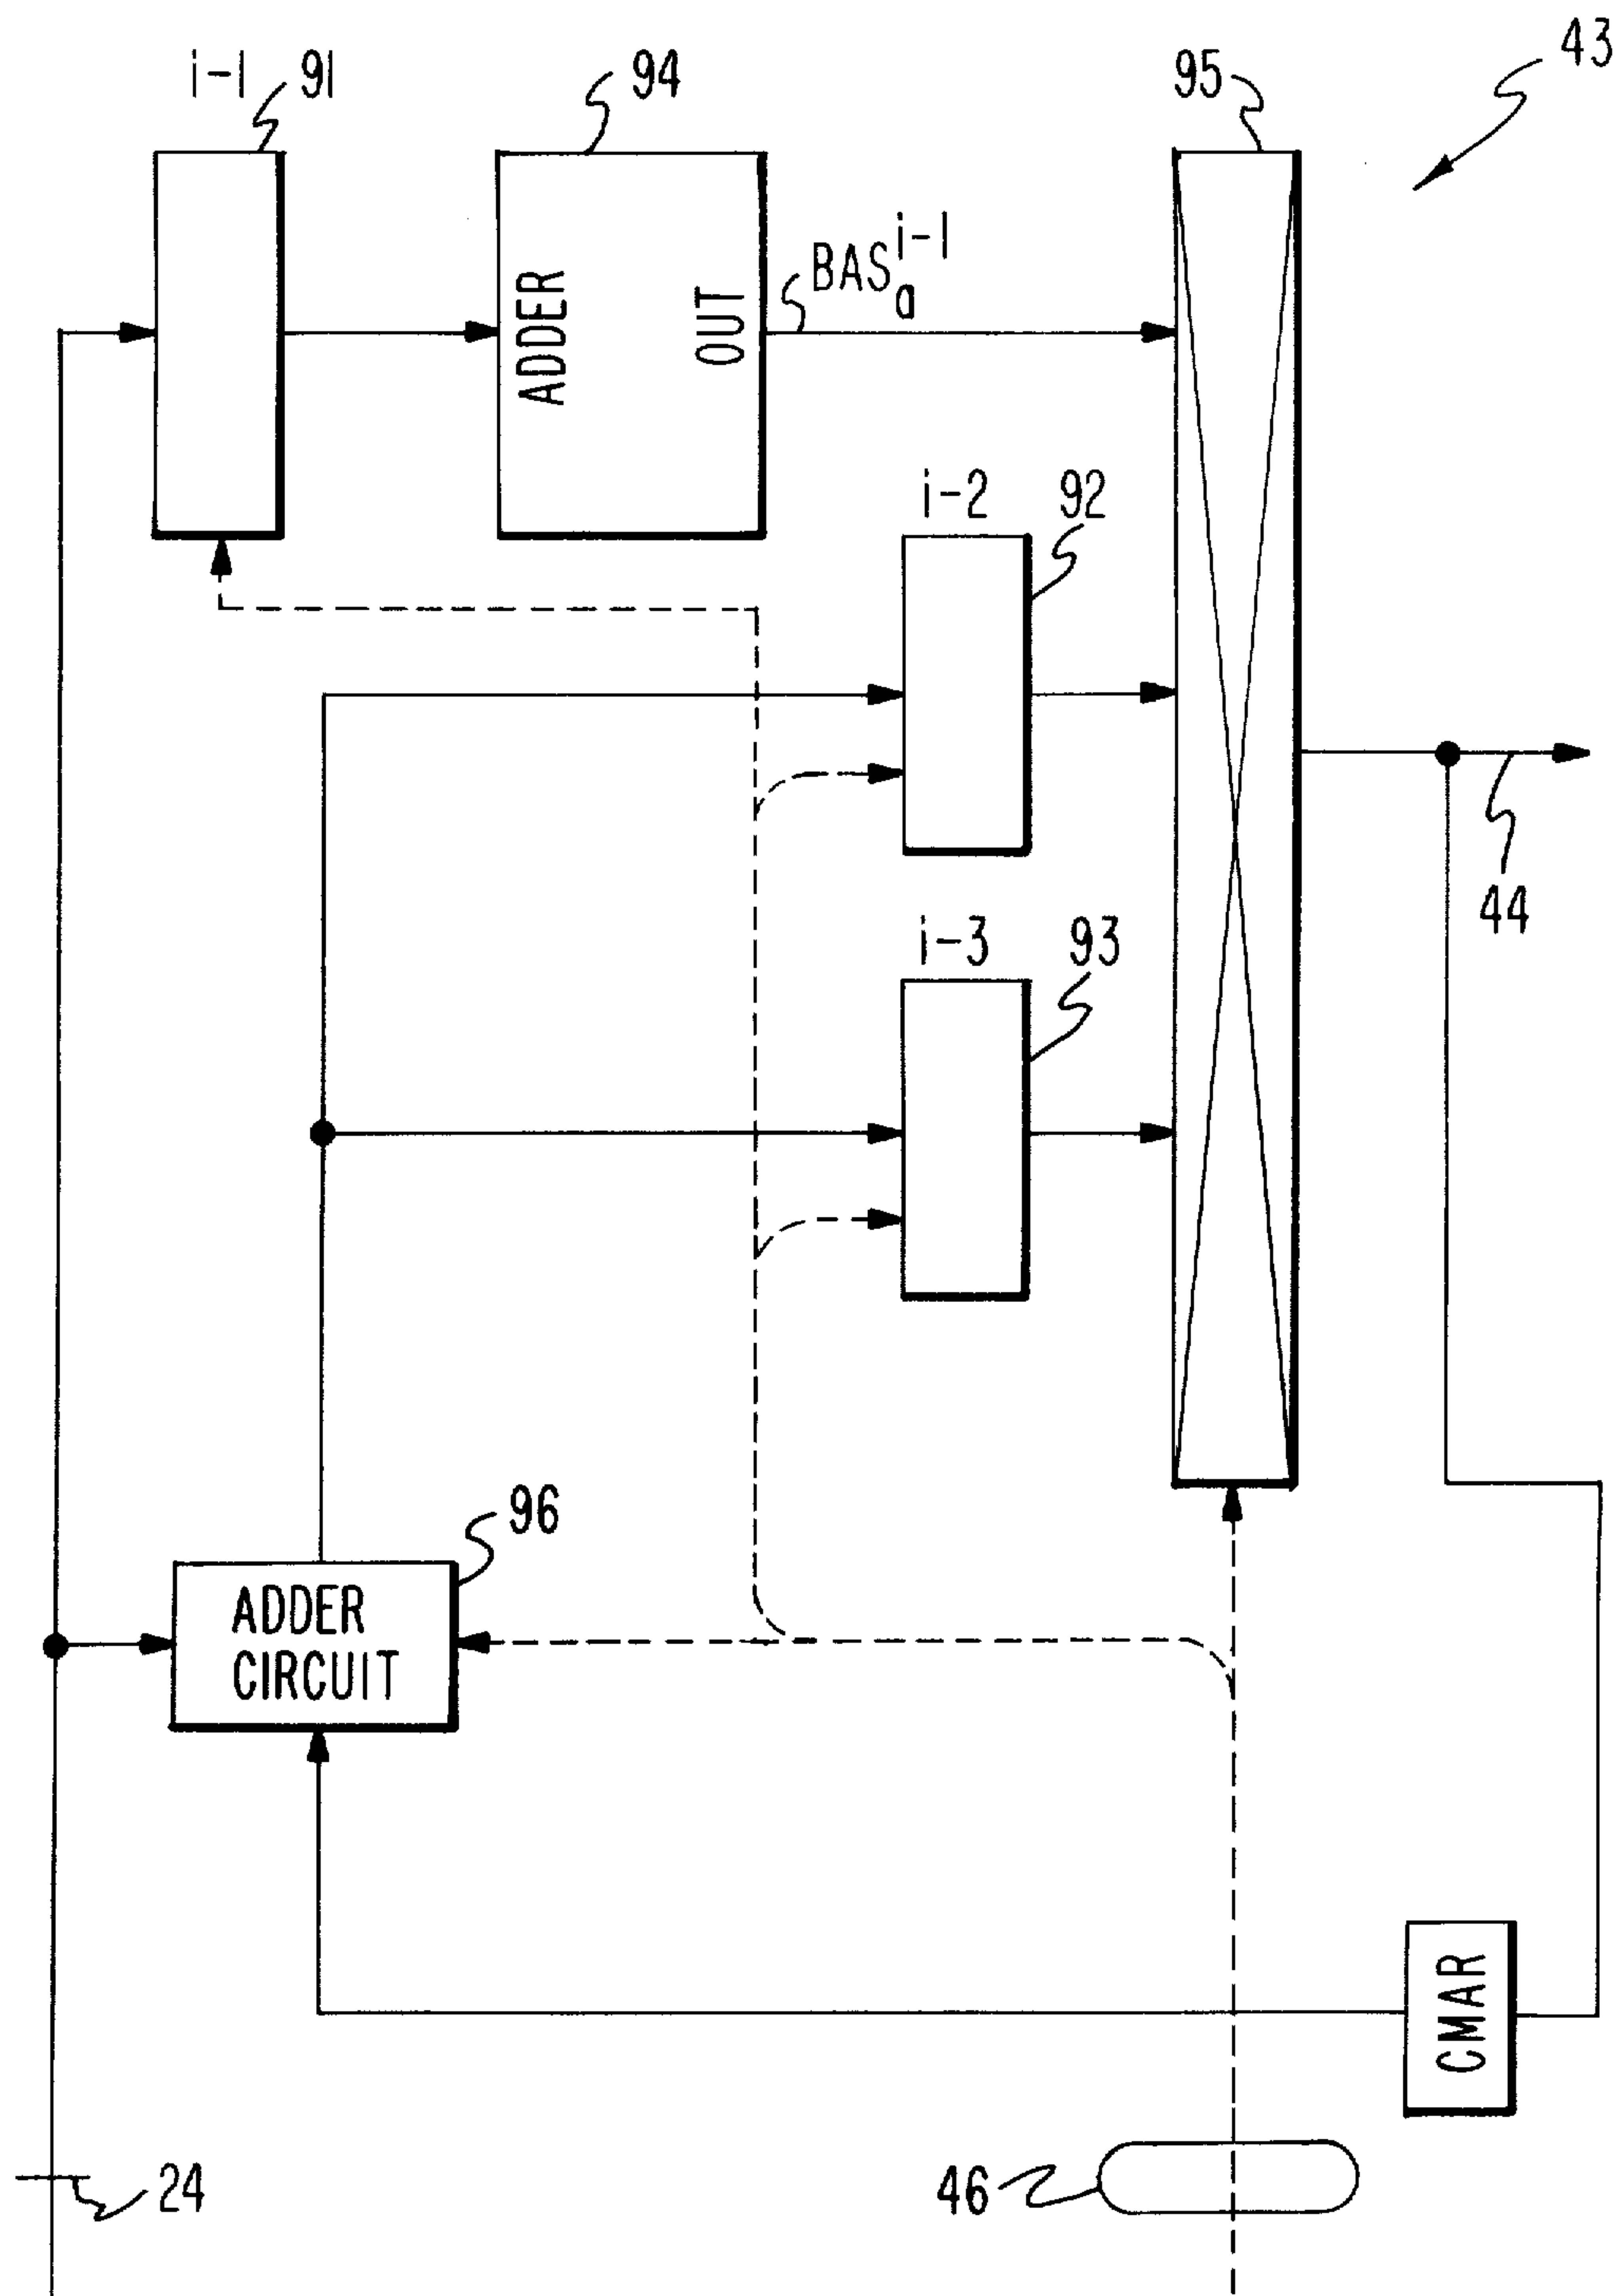 43
i-1 91
94
95
ADDER
OUT
BAS_a^{i-1}
i-2 92
i-3 93
44
96
ADDER
CIRCUIT
CMAR
24
46